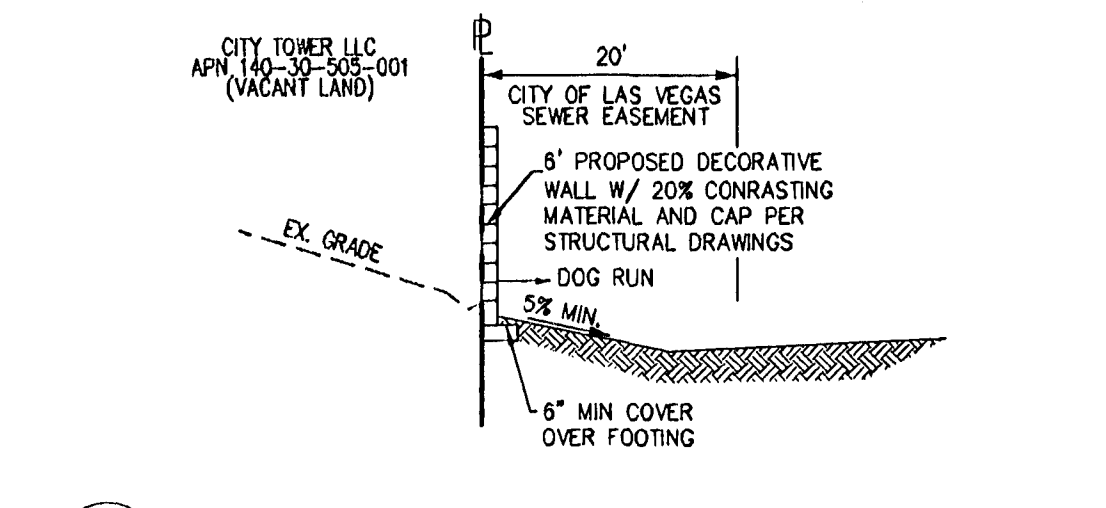 PL
CITY TOWER LLC
APN 140-30-505-001
(VACANT LAND)
20'
CITY OF LAS VEGAS
SEWER EASEMENT
6' PROPOSED DECORATIVE
WALL W/ 20% CONRASTING
MATERIAL AND CAP PER
STRUCTURAL DRAWINGS
EX. GRADE
DOG RUN
5% MIN.
6" MIN COVER
OVER FOOTING